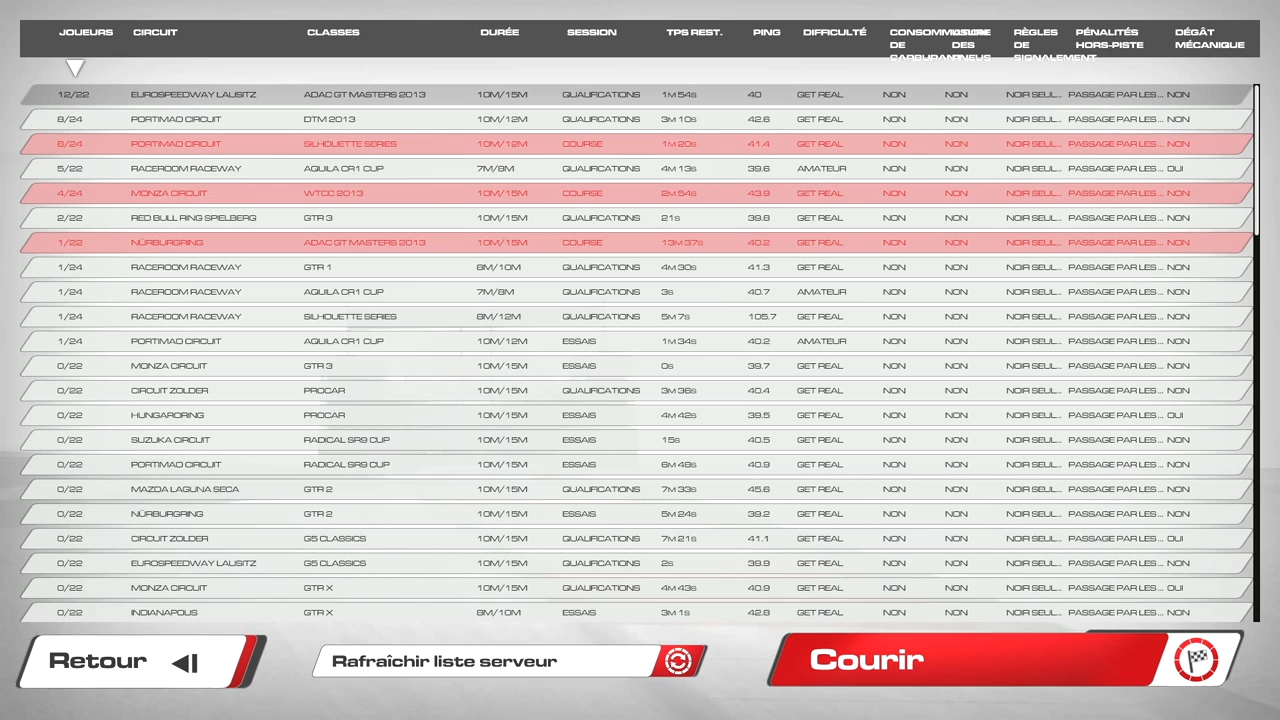 JOUEURS CIRCUIT CLASSES DURÉE SESSION TPS REST. PING DIFFICULTÉ CONSOMMATION DE CARBURANT USURE DES PNEUS RÈGLES DE SIGNALEMENT PÉNALITÉS HORS-PISTE DÉGÂT MÉCANIQUE
12/22 EUROSPEEDWAY LAUSITZ ADAC GT MASTERS 2013 10M/15M QUALIFICATIONS 1M 54S 40 GET REAL NON NON NOIR SEUL... PASSAGE PAR LES... NON
8/24 PORTIMAO CIRCUIT DTM 2013 10M/12M QUALIFICATIONS 3M 10S 42.6 GET REAL NON NON NOIR SEUL... PASSAGE PAR LES... NON
8/24 PORTIMAO CIRCUIT SILHOUETTE SERIES 10M/12M COURSE 1M 20S 41.4 GET REAL NON NON NOIR SEUL... PASSAGE PAR LES... NON
5/22 RACEROOM RACEWAY AQUILA CR1 CUP 7M/8M QUALIFICATIONS 4M 13S 39.8 AMATEUR NON NON NOIR SEUL... PASSAGE PAR LES... OUI
4/24 MONZA CIRCUIT WTCC 2013 10M/15M COURSE 2M 54S 43.9 GET REAL NON NON NOIR SEUL... PASSAGE PAR LES... NON
2/22 RED BULL RING SPIELBERG GTR 3 10M/15M QUALIFICATIONS 21S 39.8 GET REAL NON NON NOIR SEUL... PASSAGE PAR LES... NON
1/22 NÜRBURGRING ADAC GT MASTERS 2013 10M/15M COURSE 13M 37S 40.2 GET REAL NON NON NOIR SEUL... PASSAGE PAR LES... NON
1/24 RACEROOM RACEWAY GTR 1 8M/10M QUALIFICATIONS 4M 30S 41.3 GET REAL NON NON NOIR SEUL... PASSAGE PAR LES... NON
1/24 RACEROOM RACEWAY AQUILA CR1 CUP 7M/8M QUALIFICATIONS 3S 40.7 AMATEUR NON NON NOIR SEUL... PASSAGE PAR LES... NON
1/24 RACEROOM RACEWAY SILHOUETTE SERIES 8M/12M QUALIFICATIONS 5M 7S 105.7 GET REAL NON NON NOIR SEUL... PASSAGE PAR LES... NON
1/24 PORTIMAO CIRCUIT AQUILA CR1 CUP 10M/12M ESSAIS 1M 34S 40.2 AMATEUR NON NON NOIR SEUL... PASSAGE PAR LES... NON
0/22 MONZA CIRCUIT GTR 3 10M/15M ESSAIS 0S 39.7 GET REAL NON NON NOIR SEUL... PASSAGE PAR LES... NON
0/22 CIRCUIT ZOLDER PROCAR 10M/15M QUALIFICATIONS 3M 36S 40.4 GET REAL NON NON NOIR SEUL... PASSAGE PAR LES... NON
0/22 HUNGARORING PROCAR 10M/15M ESSAIS 4M 42S 39.5 GET REAL NON NON NOIR SEUL... PASSAGE PAR LES... OUI
0/22 SUZUKA CIRCUIT RADICAL SR9 CUP 10M/15M ESSAIS 15S 40.5 GET REAL NON NON NOIR SEUL... PASSAGE PAR LES... NON
0/22 PORTIMAO CIRCUIT RADICAL SR9 CUP 10M/15M ESSAIS 6M 48S 40.9 GET REAL NON NON NOIR SEUL... PASSAGE PAR LES... NON
0/22 MAZDA LAGUNA SECA GTR 2 10M/15M QUALIFICATIONS 7M 33S 45.6 GET REAL NON NON NOIR SEUL... PASSAGE PAR LES... NON
0/22 NÜRBURGRING GTR 2 10M/15M ESSAIS 5M 24S 39.2 GET REAL NON NON NOIR SEUL... PASSAGE PAR LES... NON
0/22 CIRCUIT ZOLDER G5 CLASSICS 10M/15M QUALIFICATIONS 7M 21S 41.1 GET REAL NON NON NOIR SEUL... PASSAGE PAR LES... OUI
0/22 EUROSPEEDWAY LAUSITZ G5 CLASSICS 10M/15M QUALIFICATIONS 2S 39.9 GET REAL NON NON NOIR SEUL... PASSAGE PAR LES... NON
0/22 MONZA CIRCUIT GTR X 10M/15M QUALIFICATIONS 4M 43S 40.9 GET REAL NON NON NOIR SEUL... PASSAGE PAR LES... OUI
0/22 INDIANAPOLIS GTR X 8M/10M ESSAIS 3M 1S 42.8 GET REAL NON NON NOIR SEUL... PASSAGE PAR LES... NON
Retour Rafraîchir liste serveur Courir